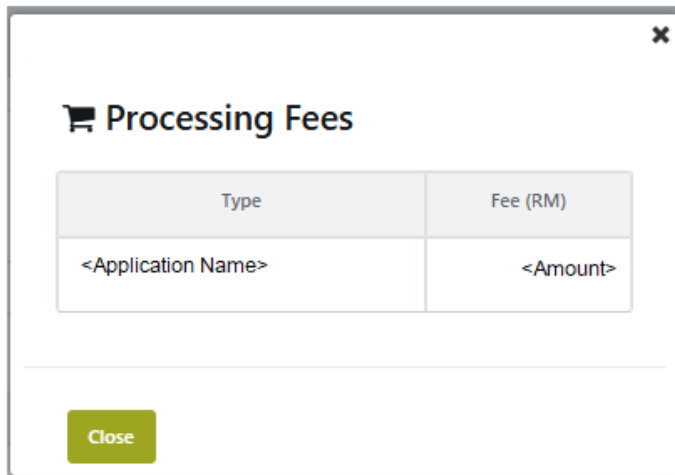 Processing Fees
Type Fee (RM)
<Application Name> <Amount>
Close